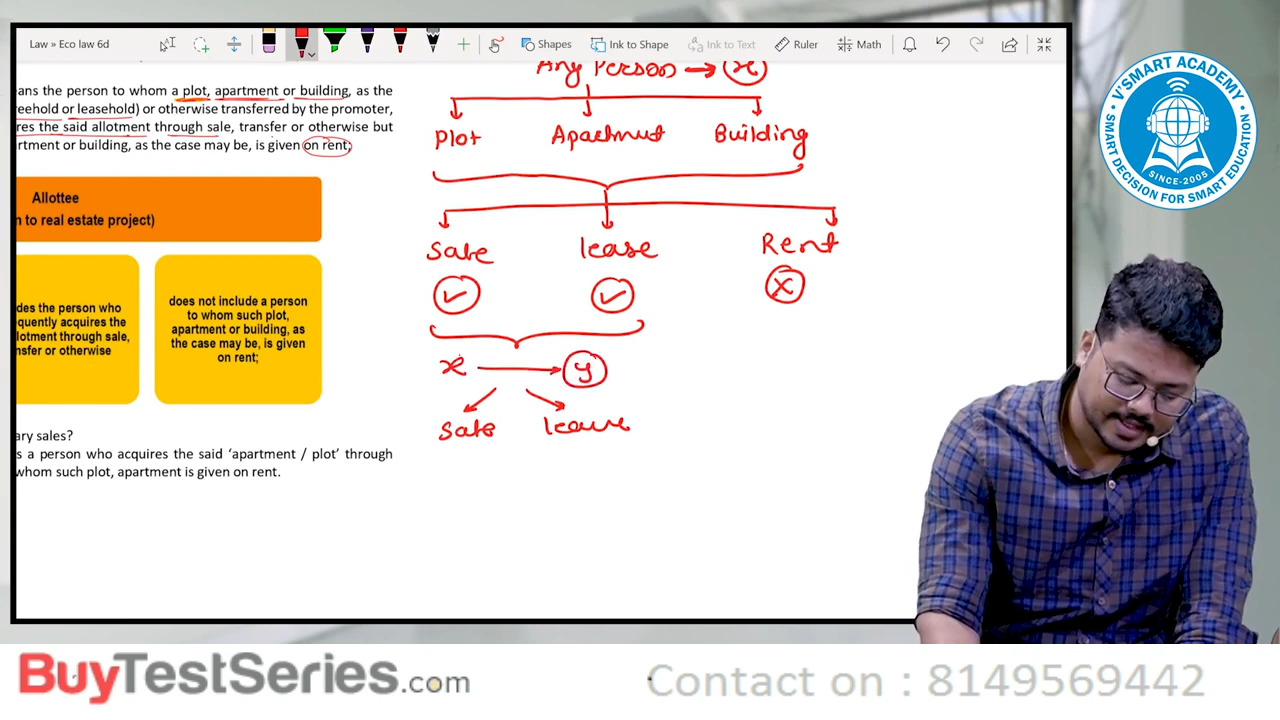 Law » Eco law 6d
Shapes
Ink to Shape
Ink to Text
Ruler
Math
eans the person to whom a plot, apartment or building, as the
eehold or leasehold) or otherwise transferred by the promoter,
res the said allotment through sale, transfer or otherwise but
rtment or building, as the case may be, is given on rent;
Allottee
n to real estate project)
des the person who
quently acquires the
lotment through sale,
nsfer or otherwise
does not include a person
to whom such plot,
apartment or building, as
the case may be, is given
on rent;
ary sales?
s a person who acquires the said ‘apartment / plot’ through
whom such plot, apartment is given on rent.
Any Person → x
Plot Apartment Building
Sale lease Rent
✓ ✓ X
x → y
Sale lease
V'SMART ACADEMY
SINCE-2005
SMART DECISION FOR SMART EDUCATION
BuyTestSeries.com
Contact on : 8149569442